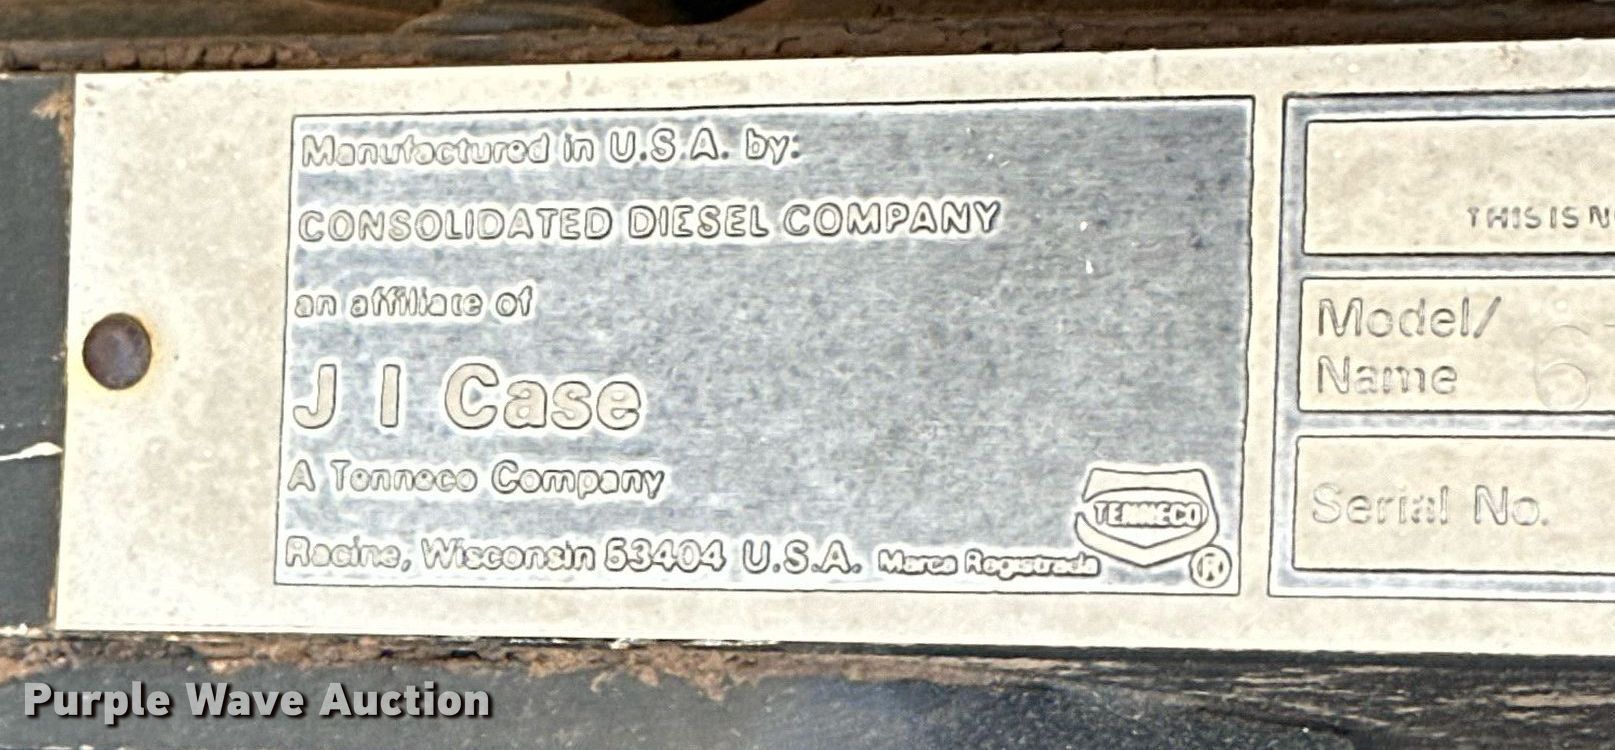 Manufactured in U.S.A. by:
CONSOLIDATED DIESEL COMPANY
an affiliate of
J I Case
A Tenneco Company
Racine, Wisconsin 53404 U.S.A. Marca Registrada
TENNECO
®
THIS IS N
Model/
Name 6
Serial No.
Purple Wave Auction